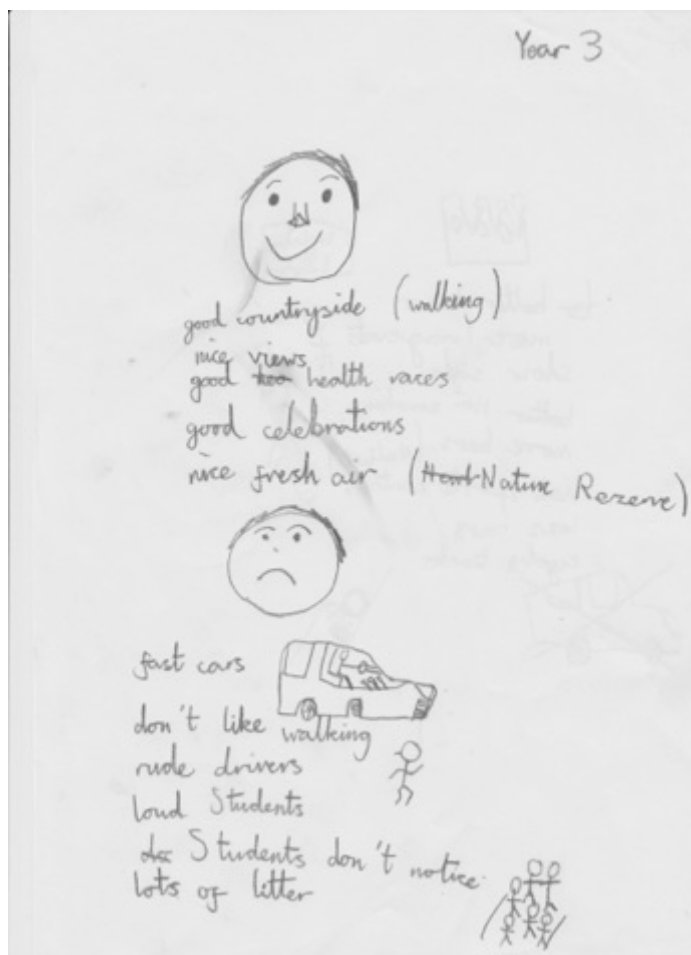 Year 3
good countryside (walking)
nice views
good health races
good celebrations
nice fresh air (Nature Rezerve)
fast cars
don't like walking
rude drivers
loud Students
Students don't notice
lots of litter